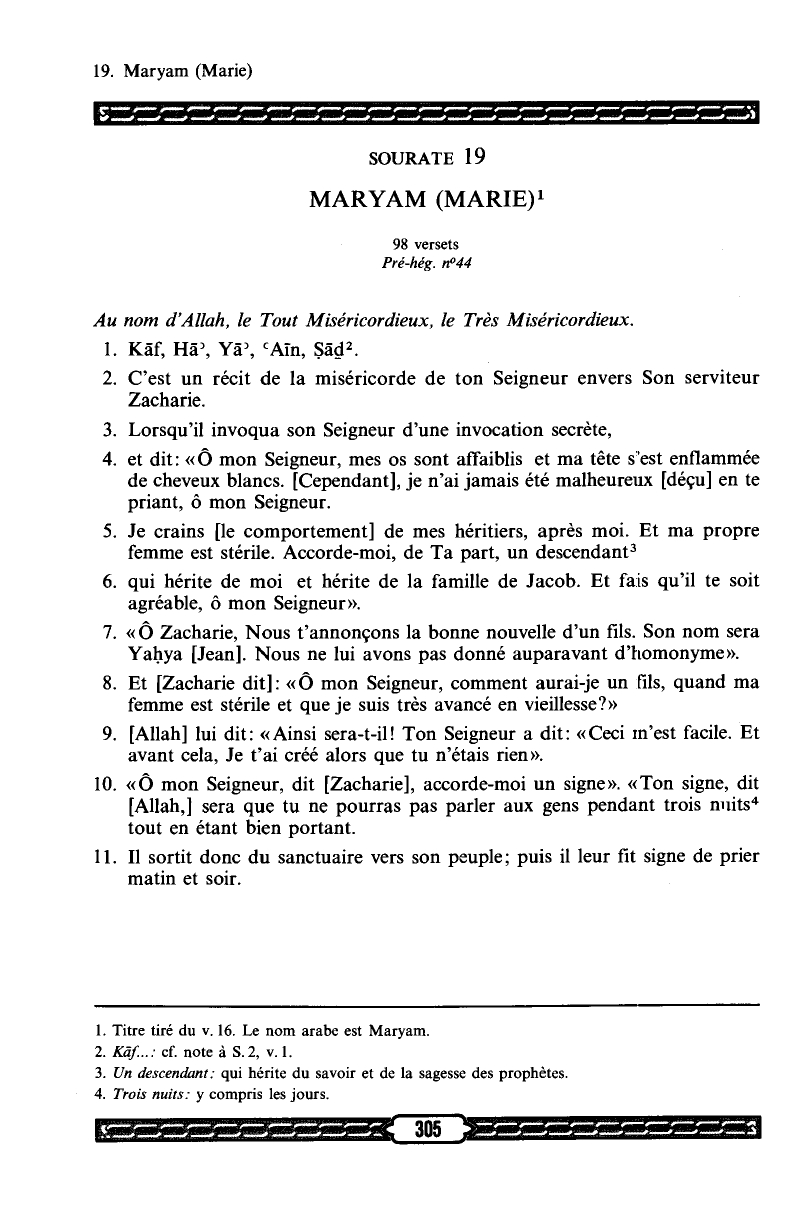 19. Maryam (Marie)
SOURATE 19
MARYAM (MARIE)¹
98 versets
Pré-hég. nº44
Au nom d'Allah, le Tout Miséricordieux, le Très Miséricordieux.
1. Kāf, Hāʾ, Yāʾ, ʿAīn, Ṣāḍ².
2. C'est un récit de la miséricorde de ton Seigneur envers Son serviteur
Zacharie.
3. Lorsqu'il invoqua son Seigneur d'une invocation secrète,
4. et dit: «Ô mon Seigneur, mes os sont affaiblis et ma tête s'est enflammée
de cheveux blancs. [Cependant], je n'ai jamais été malheureux [déçu] en te
priant, ô mon Seigneur.
5. Je crains [le comportement] de mes héritiers, après moi. Et ma propre
femme est stérile. Accorde-moi, de Ta part, un descendant³
6. qui hérite de moi et hérite de la famille de Jacob. Et fais qu'il te soit
agréable, ô mon Seigneur».
7. «Ô Zacharie, Nous t'annonçons la bonne nouvelle d'un fils. Son nom sera
Yaḥya [Jean]. Nous ne lui avons pas donné auparavant d'homonyme».
8. Et [Zacharie dit]: «Ô mon Seigneur, comment aurai-je un fils, quand ma
femme est stérile et que je suis très avancé en vieillesse?»
9. [Allah] lui dit: «Ainsi sera-t-il! Ton Seigneur a dit: «Ceci m'est facile. Et
avant cela, Je t'ai créé alors que tu n'étais rien».
10. «Ô mon Seigneur, dit [Zacharie], accorde-moi un signe». «Ton signe, dit
[Allah,] sera que tu ne pourras pas parler aux gens pendant trois nuits⁴
tout en étant bien portant.
11. Il sortit donc du sanctuaire vers son peuple; puis il leur fit signe de prier
matin et soir.
1. Titre tiré du v. 16. Le nom arabe est Maryam.
2. Kāf...: cf. note à S. 2, v. 1.
3. Un descendant: qui hérite du savoir et de la sagesse des prophètes.
4. Trois nuits: y compris les jours.
305